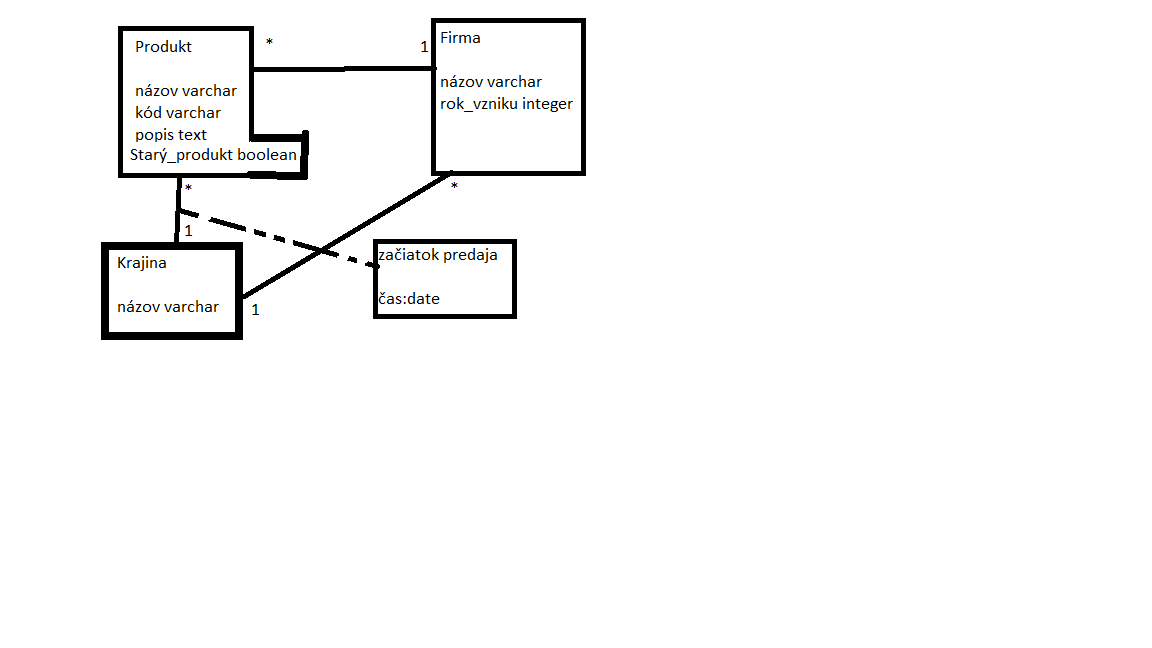 Produkt
názov varchar
kód varchar
popis text
Starý_produkt boolean
*
1
Firma
názov varchar
rok_vzniku integer
*
1
*
Krajina
názov varchar
1
začiatok predaja
čas:date